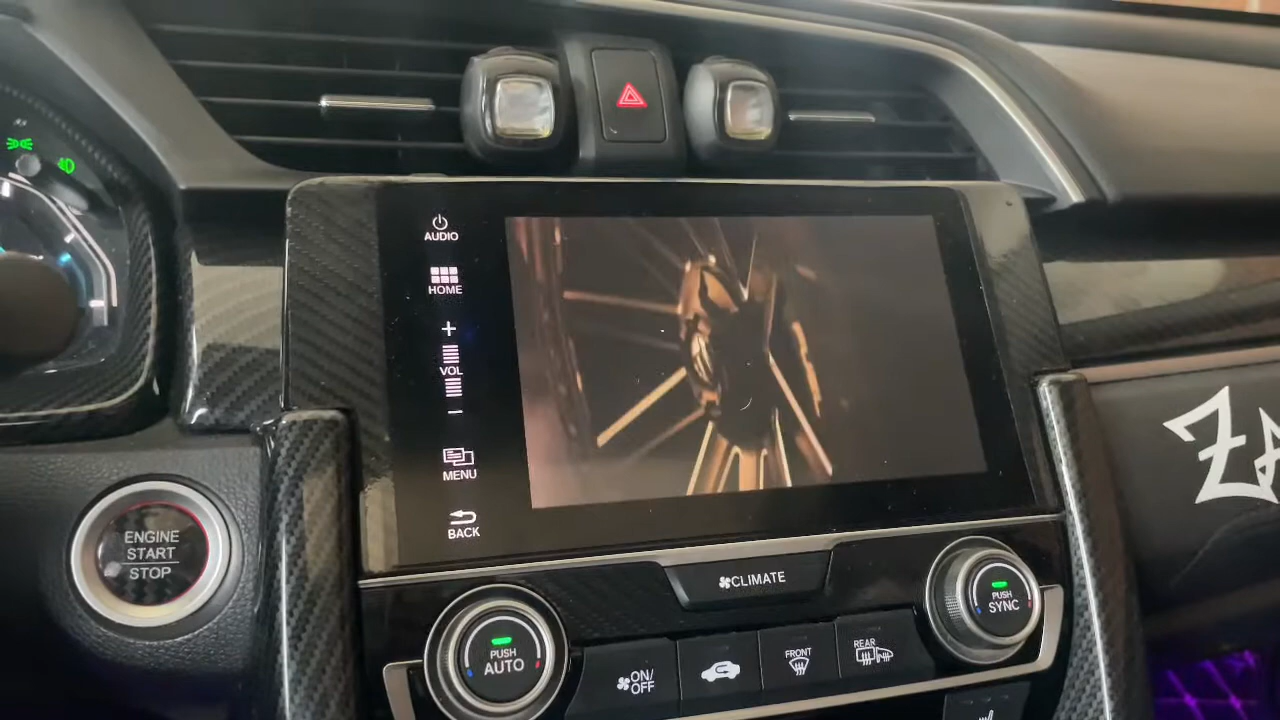 AUDIO
HOME
+
VOL
−
MENU
BACK
ENGINE
START
STOP
CLIMATE
PUSH
AUTO
ON/
OFF
FRONT
REAR
PUSH
SYNC